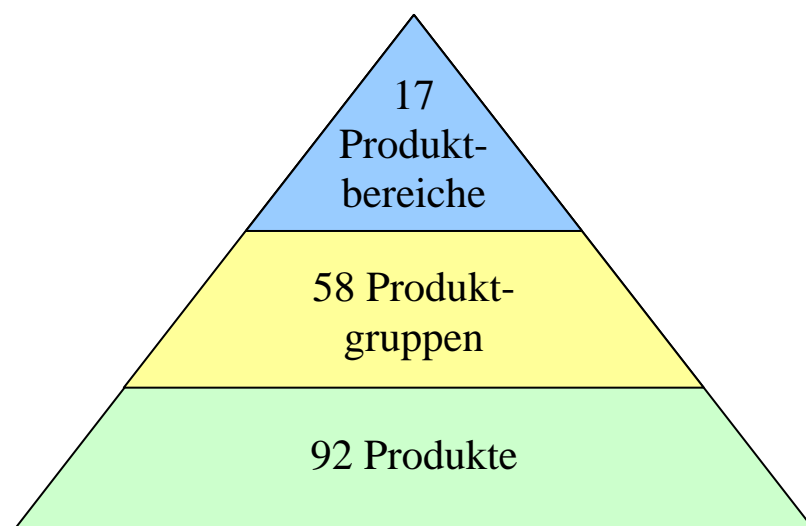 17
Produkt-
bereiche
58 Produkt-
gruppen
92 Produkte